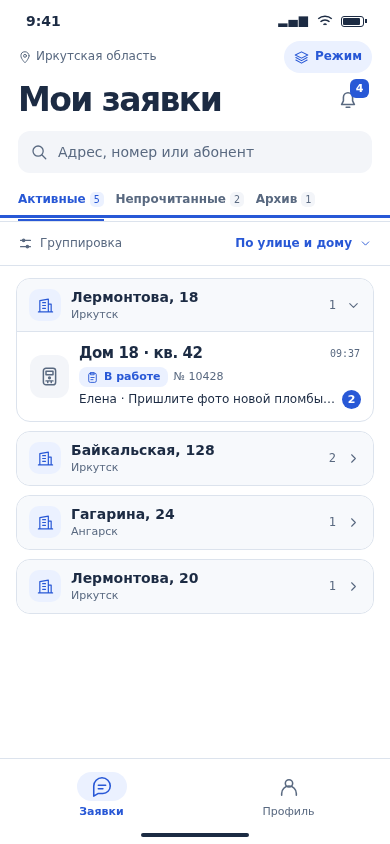 9:41
Иркутская область
Режим
Мои заявки
4
Адрес, номер или абонент
Активные 5 Непрочитанные 2 Архив 1
Группировка
По улице и дому
Лермонтова, 18
Иркутск
1
Дом 18 · кв. 42
09:37
В работе
№ 10428
Елена · Пришлите фото новой пломбы…
2
Байкальская, 128
Иркутск
2
Гагарина, 24
Ангарск
1
Лермонтова, 20
Иркутск
1
Заявки
Профиль